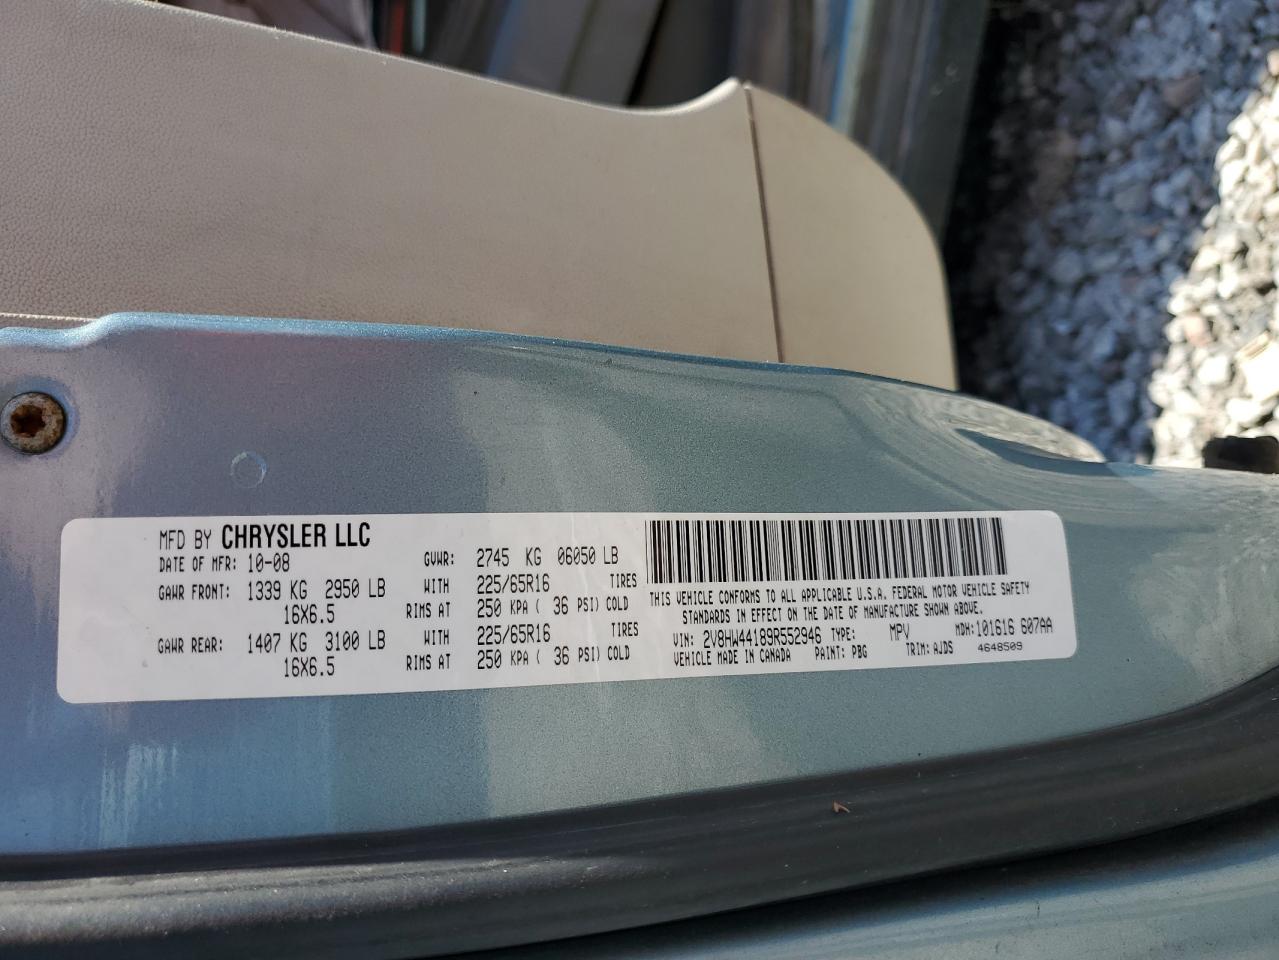 MFD BY CHRYSLER LLC
DATE OF MFR: 10-08 GVWR: 2745 KG 06050 LB
GAWR FRONT: 1339 KG 2950 LB WITH 225/65R16 TIRES
16X6.5 RIMS AT 250 KPA ( 36 PSI) COLD
GAWR REAR: 1407 KG 3100 LB WITH 225/65R16 TIRES
16X6.5 RIMS AT 250 KPA ( 36 PSI) COLD
THIS VEHICLE CONFORMS TO ALL APPLICABLE U.S.A. FEDERAL MOTOR VEHICLE SAFETY
STANDARDS IN EFFECT ON THE DATE OF MANUFACTURE SHOWN ABOVE.
VIN: 2V8HW44189R552946 TYPE: MPV MDH: 101616 607AA
VEHICLE MADE IN CANADA PAINT: PBG TRIM: AJDS 4648509